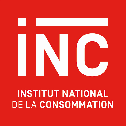 iNC
INSTITUT NATIONAL
DE LA CONSOMMATION